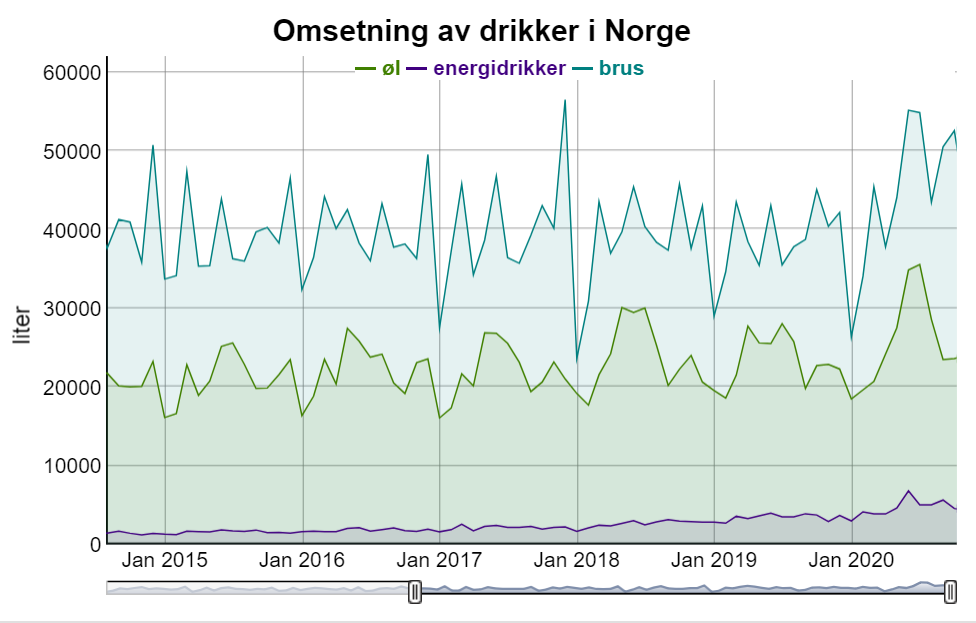 Omsetning av drikker i Norge
øl energidrikker brus
60000
50000
40000
30000
20000
10000
0
liter
Jan 2015 Jan 2016 Jan 2017 Jan 2018 Jan 2019 Jan 2020